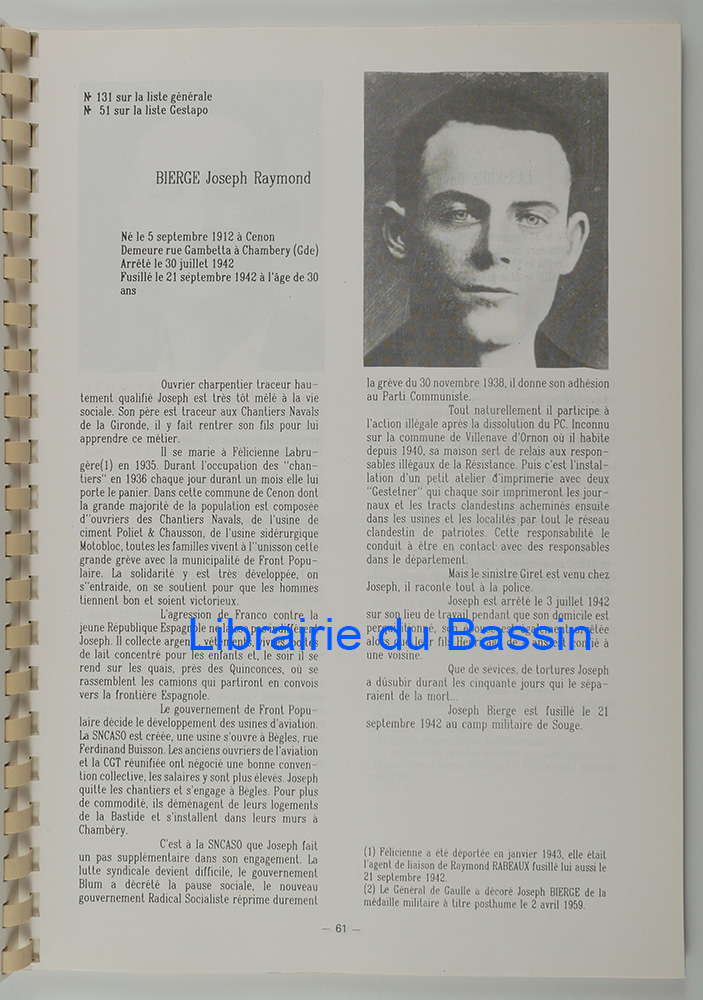 № 131 sur la liste générale
№ 51 sur la liste Gestapo
BIERGE Joseph Raymond
Né le 5 septembre 1912 à Cenon
Demeure rue Gambetta à Chambery (Gde)
Arrêté le 30 juillet 1942
Fusillé le 21 septembre 1942 à l'âge de 30
ans
Ouvrier charpentier traceur hau-
tement qualifié Joseph est très tôt mêlé à la vie
sociale. Son père est traceur aux Chantiers Navals
de la Gironde, il y fait rentrer son fils pour lui
apprendre ce métier.
Il se marie à Félicienne Labru-
gère(1) en 1935. Durant l'occupation des "chan-
tiers" en 1936 chaque jour durant un mois elle lui
porte le panier. Dans cette commune de Cenon dont
la grande majorité de la population est composée
d''ouvriers des Chantiers Navals, de l'usine de
ciment Poliet & Chausson, de l'usine sidérurgique
Motobloc, toutes les familles vivent à l''unisson cette
grande grève avec la municipalité de Front Popu-
laire. La solidarité y est très développée, on
s''entraide, on se soutient pour que les hommes
tiennent bon et soient victorieux.
L'agression de Franco contre la
jeune République Espagnole ne laisse pas indifférent
Joseph. Il collecte argent, vêtements, divers boîtes
de lait concentré pour les enfants et, le soir il se
rend sur les quais, près des Quinconces, où se
rassemblent les camions qui partiront en convois
vers la frontière Espagnole.
Le gouvernement de Front Popu-
laire décide le développement des usines d'aviation.
La SNCASO est créée, une usine s'ouvre à Bègles, rue
Ferdinand Buisson. Les anciens ouvriers de l'aviation
et la CGT réunifiée ont négocié une bonne conven-
tion collective, les salaires y sont plus élevés. Joseph
quitte les chantiers et s'engage à Bègles. Pour plus
de commodité, ils déménagent de leurs logements
de la Bastide et s'installent dans leurs murs à
Chambéry.
C'est à la SNCASO que Joseph fait
un pas supplémentaire dans son engagement. La
lutte syndicale devient difficile, le gouvernement
Blum a décrété la pause sociale, le nouveau
gouvernement Radical Socialiste réprime durement
la grève du 30 novembre 1938, il donne son adhésion
au Parti Communiste.
Tout naturellement il participe à
l'action illégale après la dissolution du PC. Inconnu
sur la commune de Villenave d'Ornon où il habite
depuis 1940, sa maison sert de relais aux respon-
sables illégaux de la Résistance. Puis c'est l'instal-
lation d'un petit atelier d'imprimerie avec deux
"Gestetner" qui chaque soir imprimeront les jour-
naux et les tracts clandestins acheminés ensuite
dans les usines et les localités par tout le réseau
clandestin de patriotes. Cette responsabilité le
conduit à être en contact avec des responsables
dans le département.
Mais le sinistre Giret est venu chez
Joseph, il raconte tout à la police.
Joseph est arrêté le 3 juillet 1942
sur son lieu de travail pendant que son domicile est
perquisitionné, son épouse est également arrêtée
alors que leur fils
une voisine.
Que de sévices, de tortures Joseph
a dûsubir durant les cinquante jours qui le sépa-
raient de la mort...
Joseph Bierge est fusillé le 21
septembre 1942 au camp militaire de Souge.
(1) Félicienne a été déportée en janvier 1943, elle était
l'agent de liaison de Raymond RABEAUX fusillé lui aussi le
21 septembre 1942.
(2) Le Général de Gaulle a décoré Joseph BIERGE de la
médaille militaire à titre posthume le 2 avril 1959.
— 61 —
Librairie du Bassin